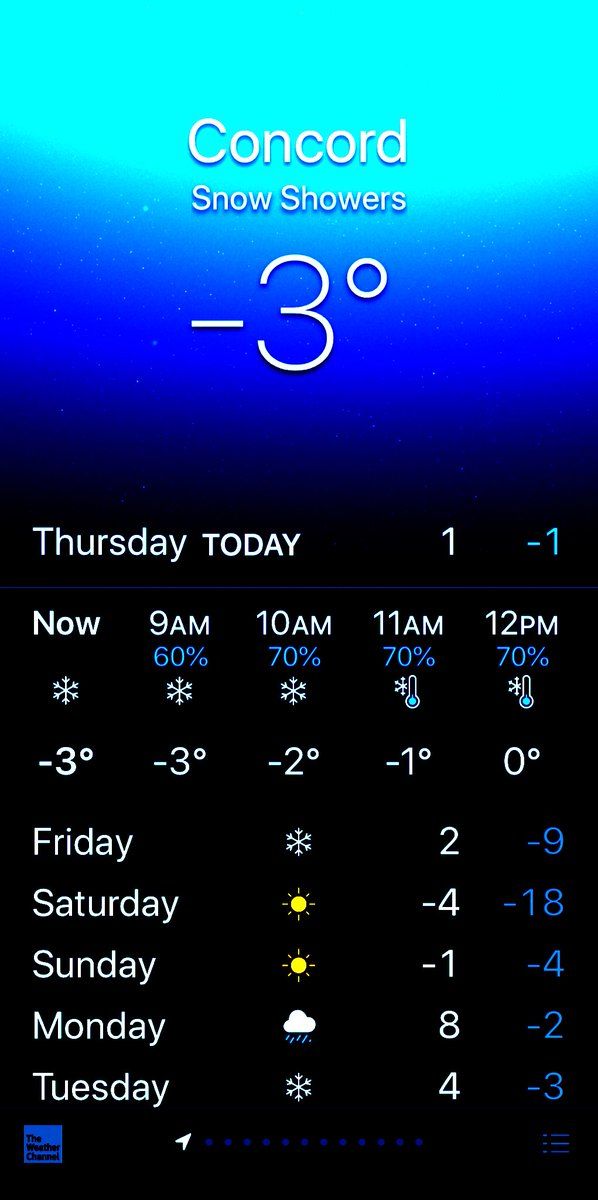 Concord
Snow Showers
-3°
Thursday TODAY 1 -1
Now 9AM 10AM 11AM 12PM
60% 70% 70% 70%
-3° -3° -2° -1° 0°
Friday 2 -9
Saturday -4 -18
Sunday -1 -4
Monday 8 -2
Tuesday 4 -3
The
Weather
Channel